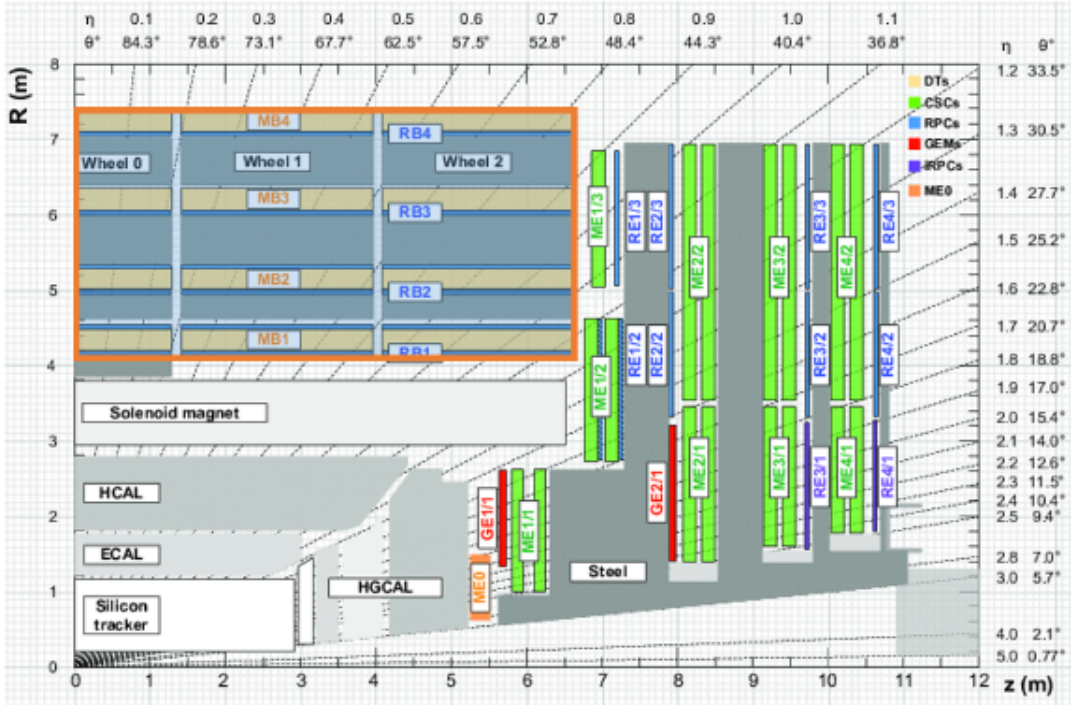 η 0.1 0.2 0.3 0.4 0.5 0.6 0.7 0.8 0.9 1.0 1.1
θ° 84.3° 78.6° 73.1° 67.7° 62.5° 57.5° 52.8° 48.4° 44.3° 40.4° 36.8° η θ°
R (m)
8
7
6
5
4
3
2
1
0
1.2 33.5°
1.3 30.5°
1.4 27.7°
1.5 25.2°
1.6 22.8°
1.7 20.7°
1.8 18.8°
1.9 17.0°
2.0 15.4°
2.1 14.0°
2.2 12.6°
2.3 11.5°
2.4 10.4°
2.5 9.4°
2.8 7.0°
3.0 5.7°
4.0 2.1°
5.0 0.77°
DTs
CSCs
RPCs
GEMs
iRPCs
ME0
MB4
RB4
Wheel 0 Wheel 1 Wheel 2
MB3
RB3
MB2
RB2
MB1
RB1
Solenoid magnet
HCAL
ECAL
Silicon
tracker
HGCAL
Steel
ME0
GE1/1
ME1/1
ME1/2
ME1/3
RE1/3
RE2/3
RE1/2
RE2/2
GE2/1
ME2/2
ME2/1
ME3/2
ME3/1
RE3/3
RE3/2
RE3/1
ME4/2
ME4/1
RE4/3
RE4/2
RE4/1
0 1 2 3 4 5 6 7 8 9 10 11 12 z (m)